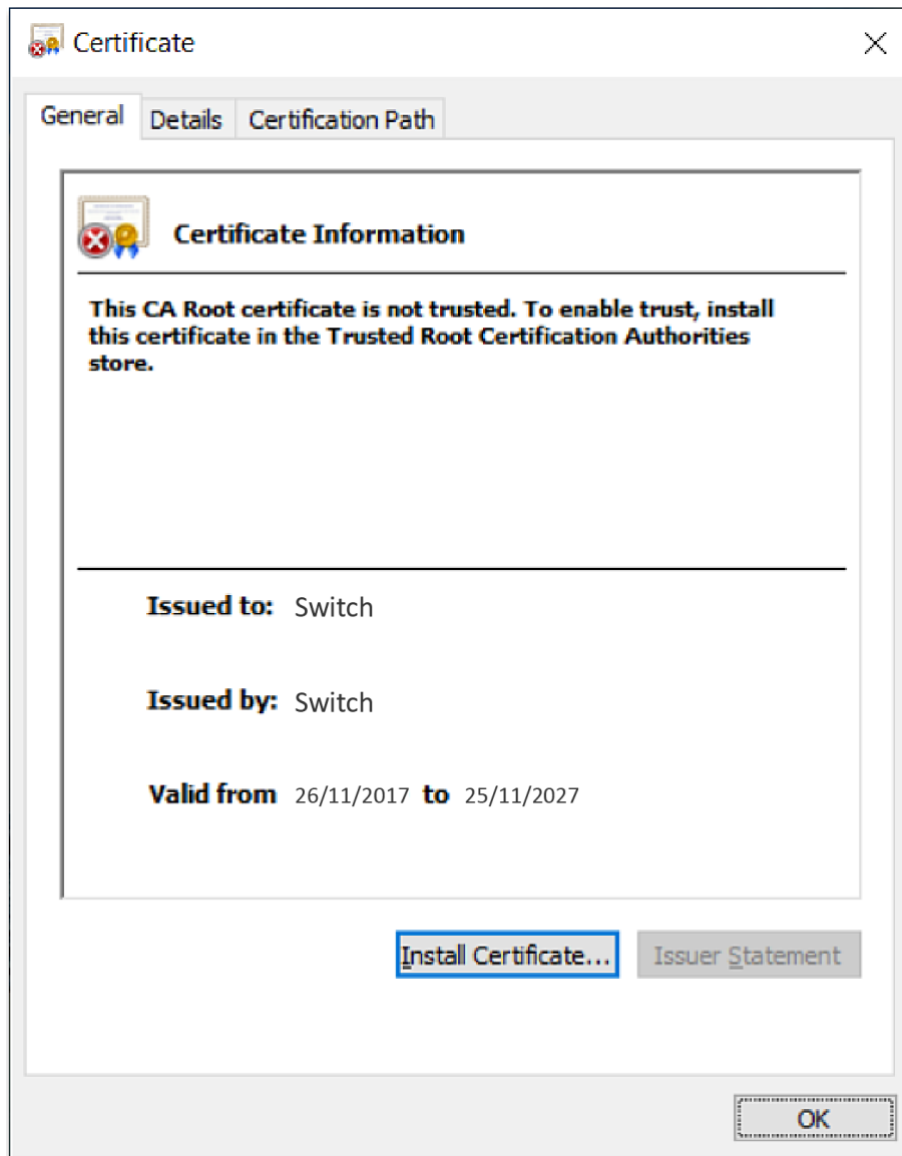 Certificate
General Details Certification Path
Certificate Information
This CA Root certificate is not trusted. To enable trust, install
this certificate in the Trusted Root Certification Authorities
store.
Issued to: Switch
Issued by: Switch
Valid from 26/11/2017 to 25/11/2027
Install Certificate... Issuer Statement
OK